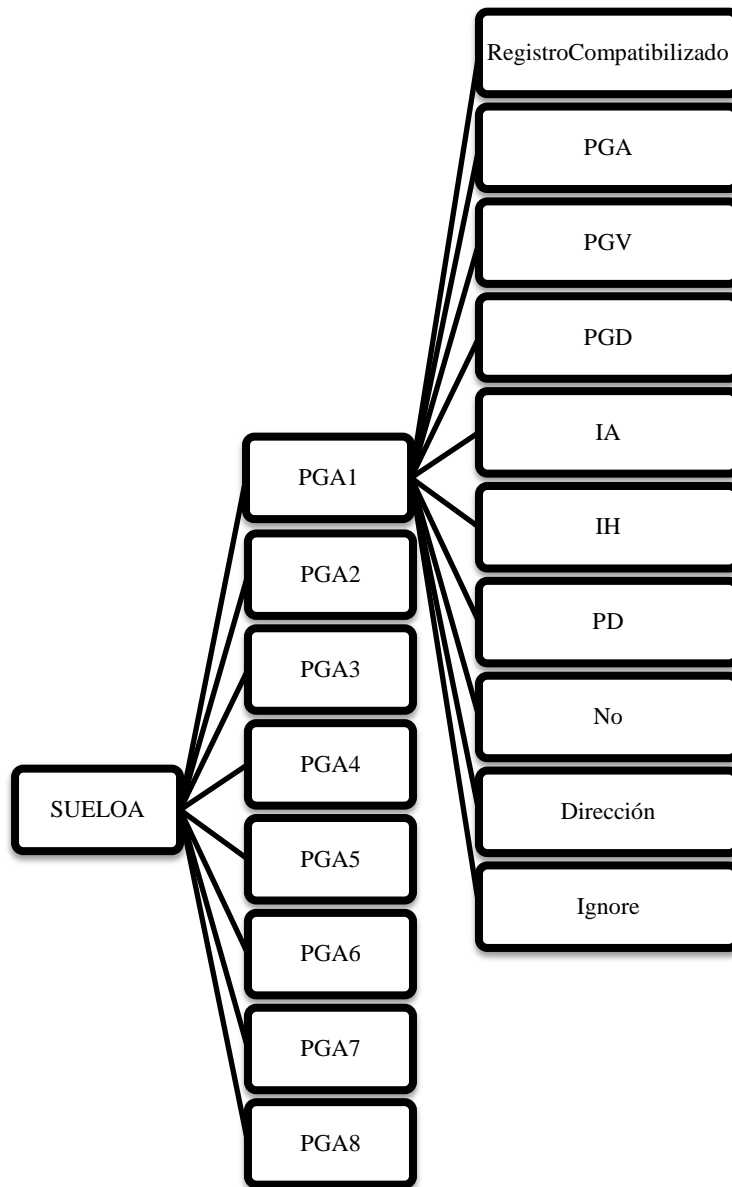 SUELOA
PGA1
PGA2
PGA3
PGA4
PGA5
PGA6
PGA7
PGA8
RegistroCompatibilizado
PGA
PGV
PGD
IA
IH
PD
No
Dirección
Ignore